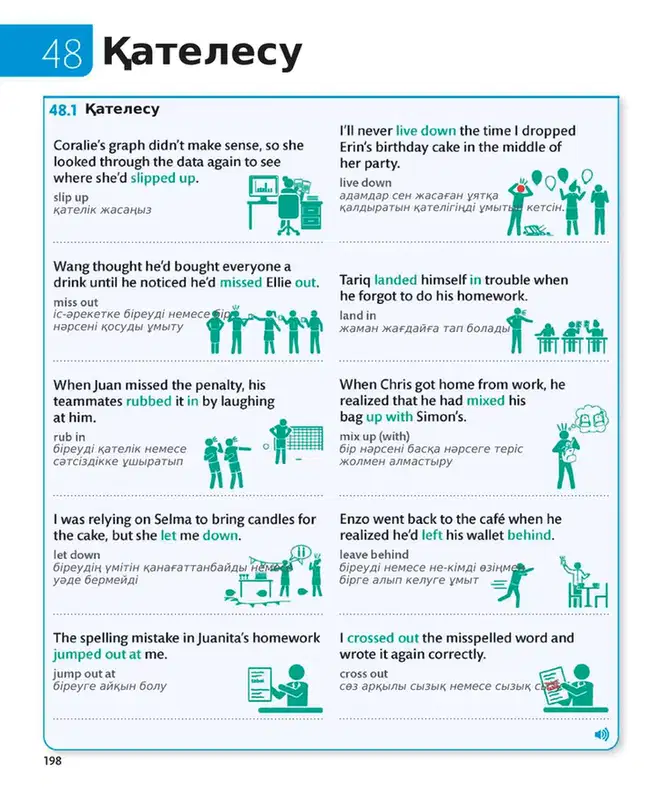 48 Қателесу
48.1 Қателесу
Coralie's graph didn't make sense, so she
looked through the data again to see
where she'd slipped up.
slip up
қателік жасаңыз
I'll never live down the time I dropped
Erin's birthday cake in the middle of
her party.
live down
адамдар сен жасаған ұятқа
қалдыратын қателігіңді ұмытып кетсін.
Wang thought he'd bought everyone a
drink until he noticed he'd missed Ellie out.
miss out
іс-әрекетке біреуді немесе бір
нәрсені қосуды ұмыту
Tariq landed himself in trouble when
he forgot to do his homework.
land in
жаман жағдайға тап болады
When Juan missed the penalty, his
teammates rubbed it in by laughing
at him.
rub in
біреуді қателік немесе
сәтсіздікке ұшыратып
When Chris got home from work, he
realized that he had mixed his
bag up with Simon's.
mix up (with)
бір нәрсені басқа нәрсеге теріс
жолмен алмастыру
I was relying on Selma to bring candles for
the cake, but she let me down.
let down
біреудің үмітін қанағаттанбайды немесе
уәде бермейді
Enzo went back to the café when he
realized he'd left his wallet behind.
leave behind
біреуді немесе не-кімді өзіңмен
бірге алып келуге ұмыт
The spelling mistake in Juanita's homework
jumped out at me.
jump out at
біреуге айқын болу
I crossed out the misspelled word and
wrote it again correctly.
cross out
сөз арқылы сызық немесе сызық
198